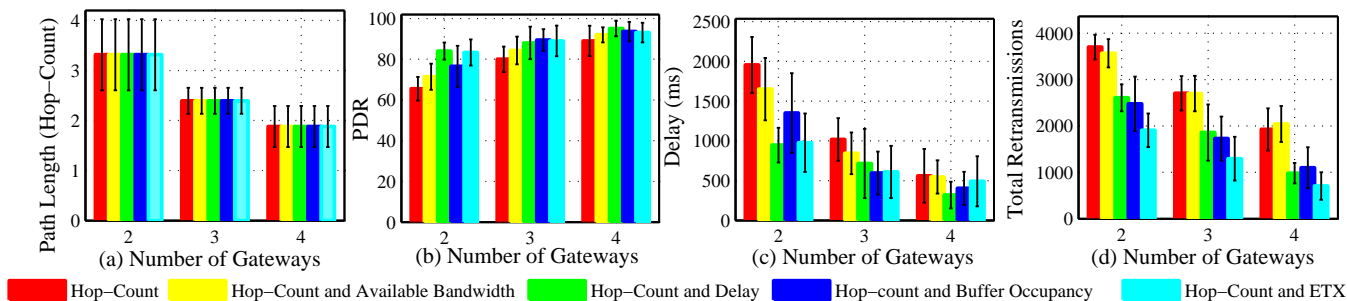 Path Length (Hop−Count)
4
3
2
1
0
2
3
4
(a) Number of Gateways
PDR
100
80
60
40
20
0
2
3
4
(b) Number of Gateways
Delay (ms)
2500
2000
1500
1000
500
0
2
3
4
(c) Number of Gateways
Total Retransmissions
4000
3000
2000
1000
0
2
3
4
(d) Number of Gateways
Hop−Count
Hop−Count and Available Bandwidth
Hop−Count and Delay
Hop−count and Buffer Occupancy
Hop−Count and ETX